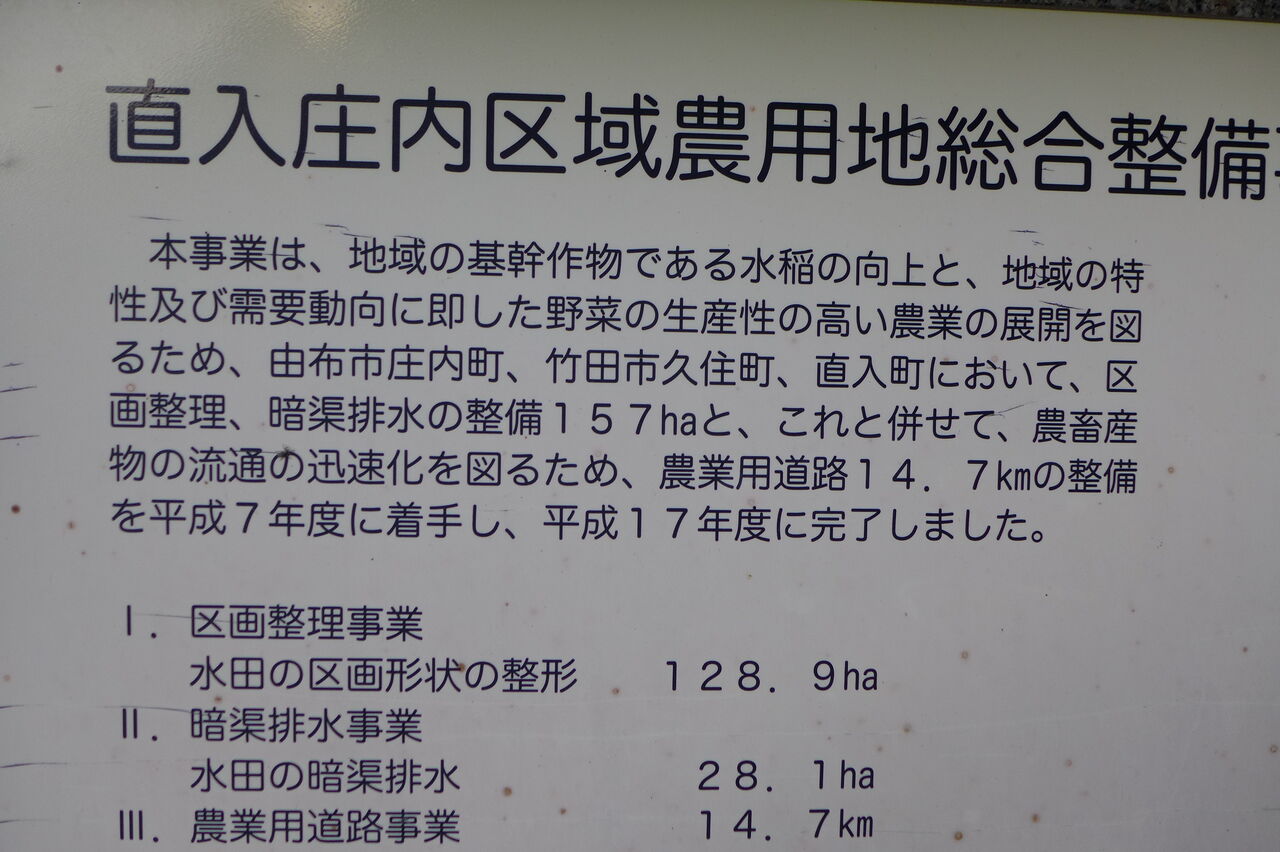 直入庄内区域農用地総合整備
本事業は、地域の基幹作物である水稲の向上と、地域の特
性及び需要動向に即した野菜の生産性の高い農業の展開を図
るため、由布市庄内町、竹田市久住町、直入町において、区
画整理、暗渠排水の整備１５７haと、これと併せて、農畜産
物の流通の迅速化を図るため、農業用道路１４．７kmの整備
を平成７年度に着手し、平成１７年度に完了しました。
Ⅰ．区画整理事業
水田の区画形状の整形　１２８．９ha
Ⅱ．暗渠排水事業
水田の暗渠排水　２８．１ha
Ⅲ．農業用道路事業　１４．７km